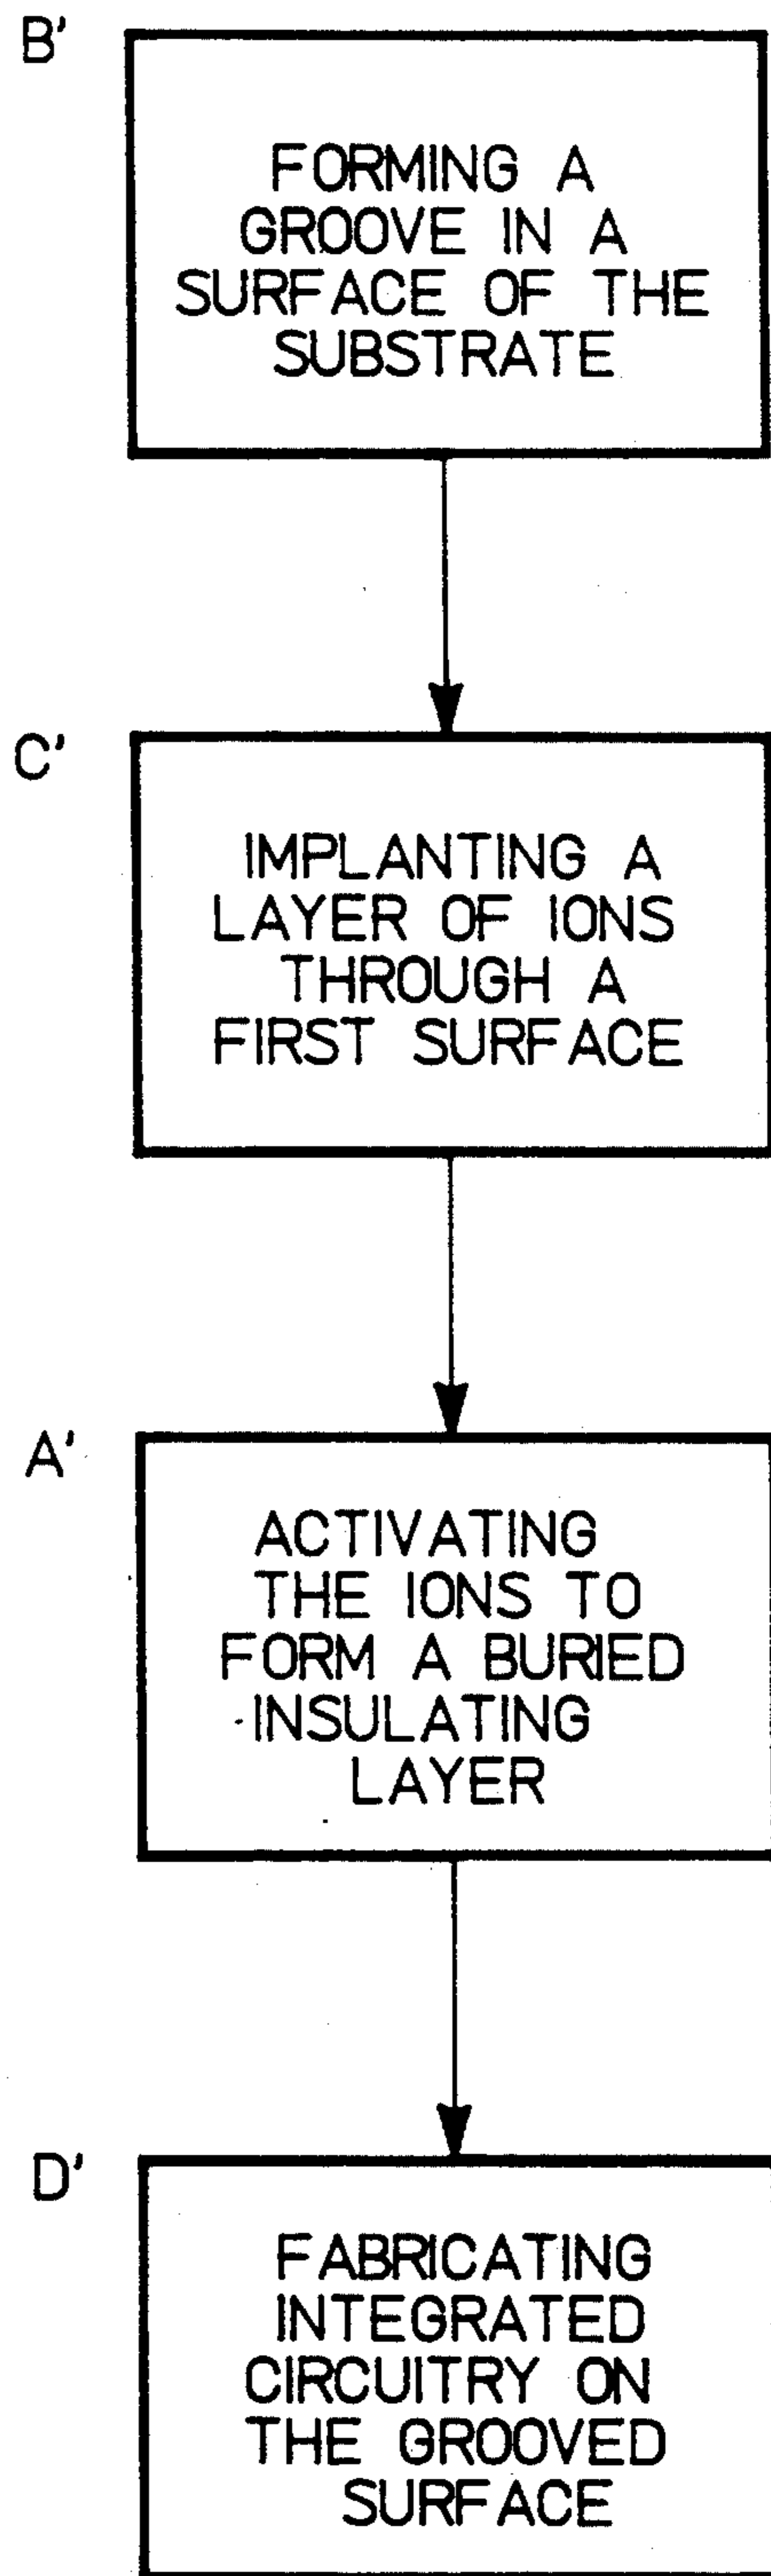 B'
FORMING A
GROOVE IN A
SURFACE OF THE
SUBSTRATE
C'
IMPLANTING A
LAYER OF IONS
THROUGH A
FIRST SURFACE
A'
ACTIVATING
THE IONS TO
FORM A BURIED
INSULATING
LAYER
D'
FABRICATING
INTEGRATED
CIRCUITRY ON
THE GROOVED
SURFACE